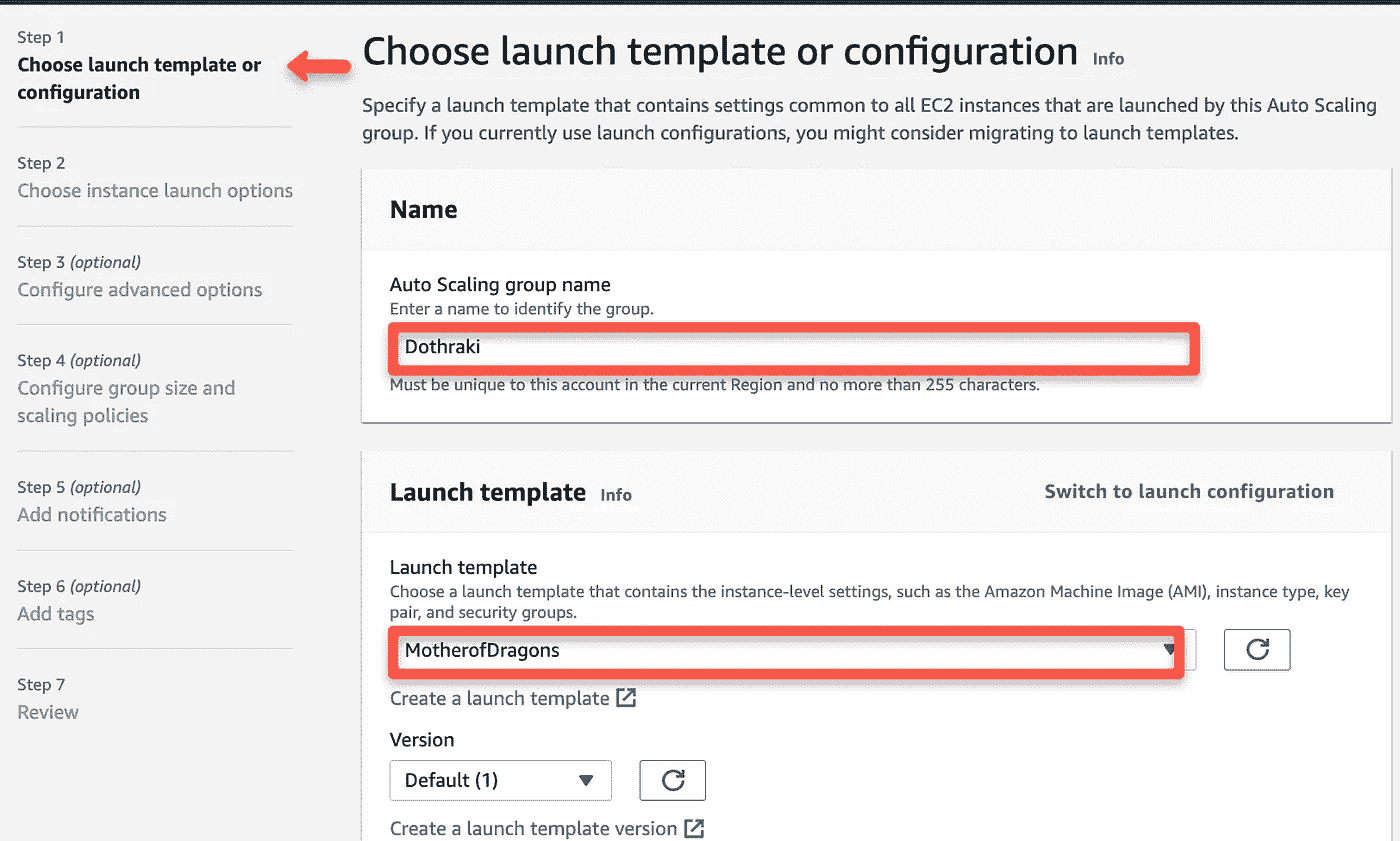 Step 1
Choose launch template or
configuration
Step 2
Choose instance launch options
Step 3 (optional)
Configure advanced options
Step 4 (optional)
Configure group size and
scaling policies
Step 5 (optional)
Add notifications
Step 6 (optional)
Add tags
Step 7
Review
Choose launch template or configuration Info
Specify a launch template that contains settings common to all EC2 instances that are launched by this Auto Scaling
group. If you currently use launch configurations, you might consider migrating to launch templates.
Name
Auto Scaling group name
Enter a name to identify the group.
Dothraki
Must be unique to this account in the current Region and no more than 255 characters.
Launch template Info
Switch to launch configuration
Launch template
Choose a launch template that contains the instance-level settings, such as the Amazon Machine Image (AMI), instance type, key
pair, and security groups.
MotherofDragons
Create a launch template
Version
Default (1)
Create a launch template version